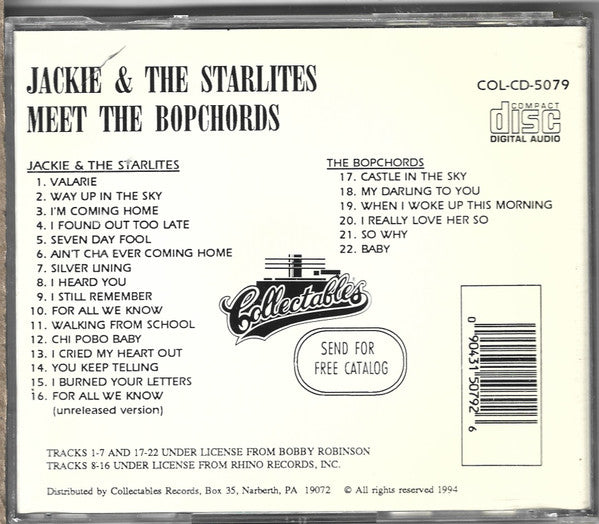 JACKIE & THE STARLITES
MEET THE BOPCHORDS
COL-CD-5079
COMPACT
disc
DIGITAL AUDIO
JACKIE & THE STARLITES
1. VALARIE
2. WAY UP IN THE SKY
3. I'M COMING HOME
4. I FOUND OUT TOO LATE
5. SEVEN DAY FOOL
6. AIN'T CHA EVER COMING HOME
7. SILVER LINING
8. I HEARD YOU
9. I STILL REMEMBER
10. FOR ALL WE KNOW
11. WALKING FROM SCHOOL
12. CHI POBO BABY
13. I CRIED MY HEART OUT
14. YOU KEEP TELLING
15. I BURNED YOUR LETTERS
16. FOR ALL WE KNOW
(unreleased version)
THE BOPCHORDS
17. CASTLE IN THE SKY
18. MY DARLING TO YOU
19. WHEN I WOKE UP THIS MORNING
20. I REALLY LOVE HER SO
21. SO WHY
22. BABY
Collectables
SEND FOR
FREE CATALOG
0 90431 50792 6
TRACKS 1-7 AND 17-22 UNDER LICENSE FROM BOBBY ROBINSON
TRACKS 8-16 UNDER LICENSE FROM RHINO RECORDS, INC.
Distributed by Collectables Records, Box 35, Narberth, PA 19072 © All rights reserved 1994